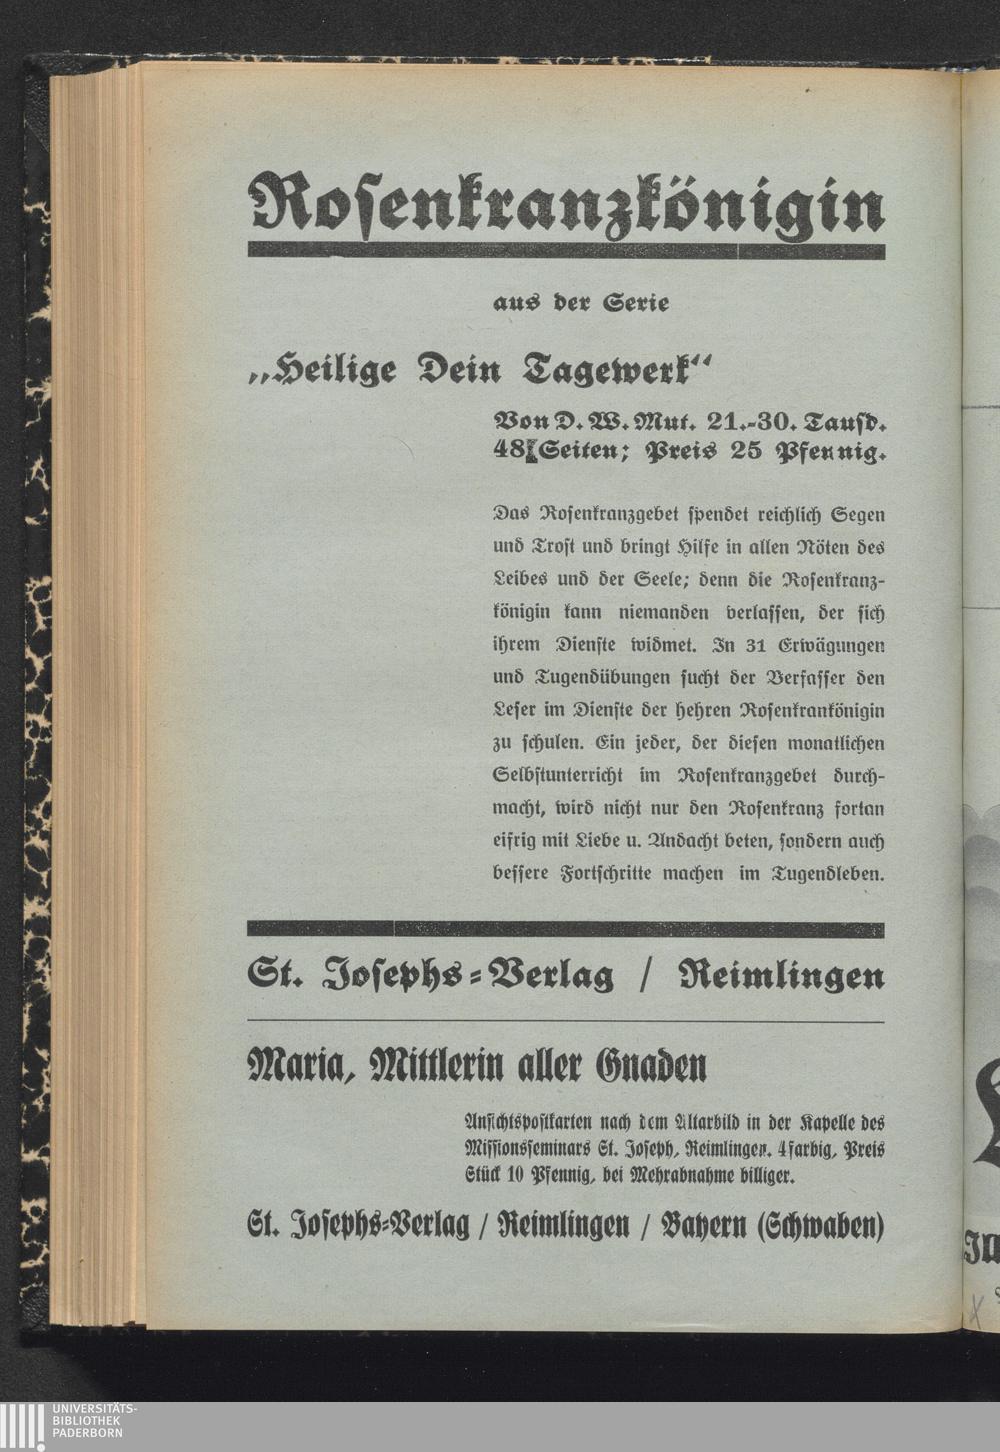 Rosenkranzkönigin
aus der Serie
„Heilige Dein Tagewerk“
Von D. W. Mut. 21.-30. Tausd.
48 Seiten; Preis 25 Pfennig.
Das Rosenkranzgebet spendet reichlich Segen
und Trost und bringt Hilfe in allen Nöten des
Leibes und der Seele; denn die Rosenkranz-
königin kann niemanden verlassen, der sich
ihrem Dienste widmet. In 31 Erwägungen
und Tugendübungen sucht der Verfasser den
Leser im Dienste der hehren Rosenkrankönigin
zu schulen. Ein jeder, der diesen monatlichen
Selbstunterricht im Rosenkranzgebet durch-
macht, wird nicht nur den Rosenkranz fortan
eifrig mit Liebe u. Andacht beten, sondern auch
bessere Fortschritte machen im Tugendleben.
St. Josephs-Verlag / Reimlingen
Maria, Mittlerin aller Gnaden
Ansichtspostkarten nach dem Altarbild in der Kapelle des
Missionsseminars St. Joseph, Reimlingen. 4farbig, Preis
Stück 10 Pfennig, bei Mehrabnahme billiger.
St. Josephs-Verlag / Reimlingen / Bayern (Schwaben)
UNIVERSITÄTS-
BIBLIOTHEK
PADERBORN